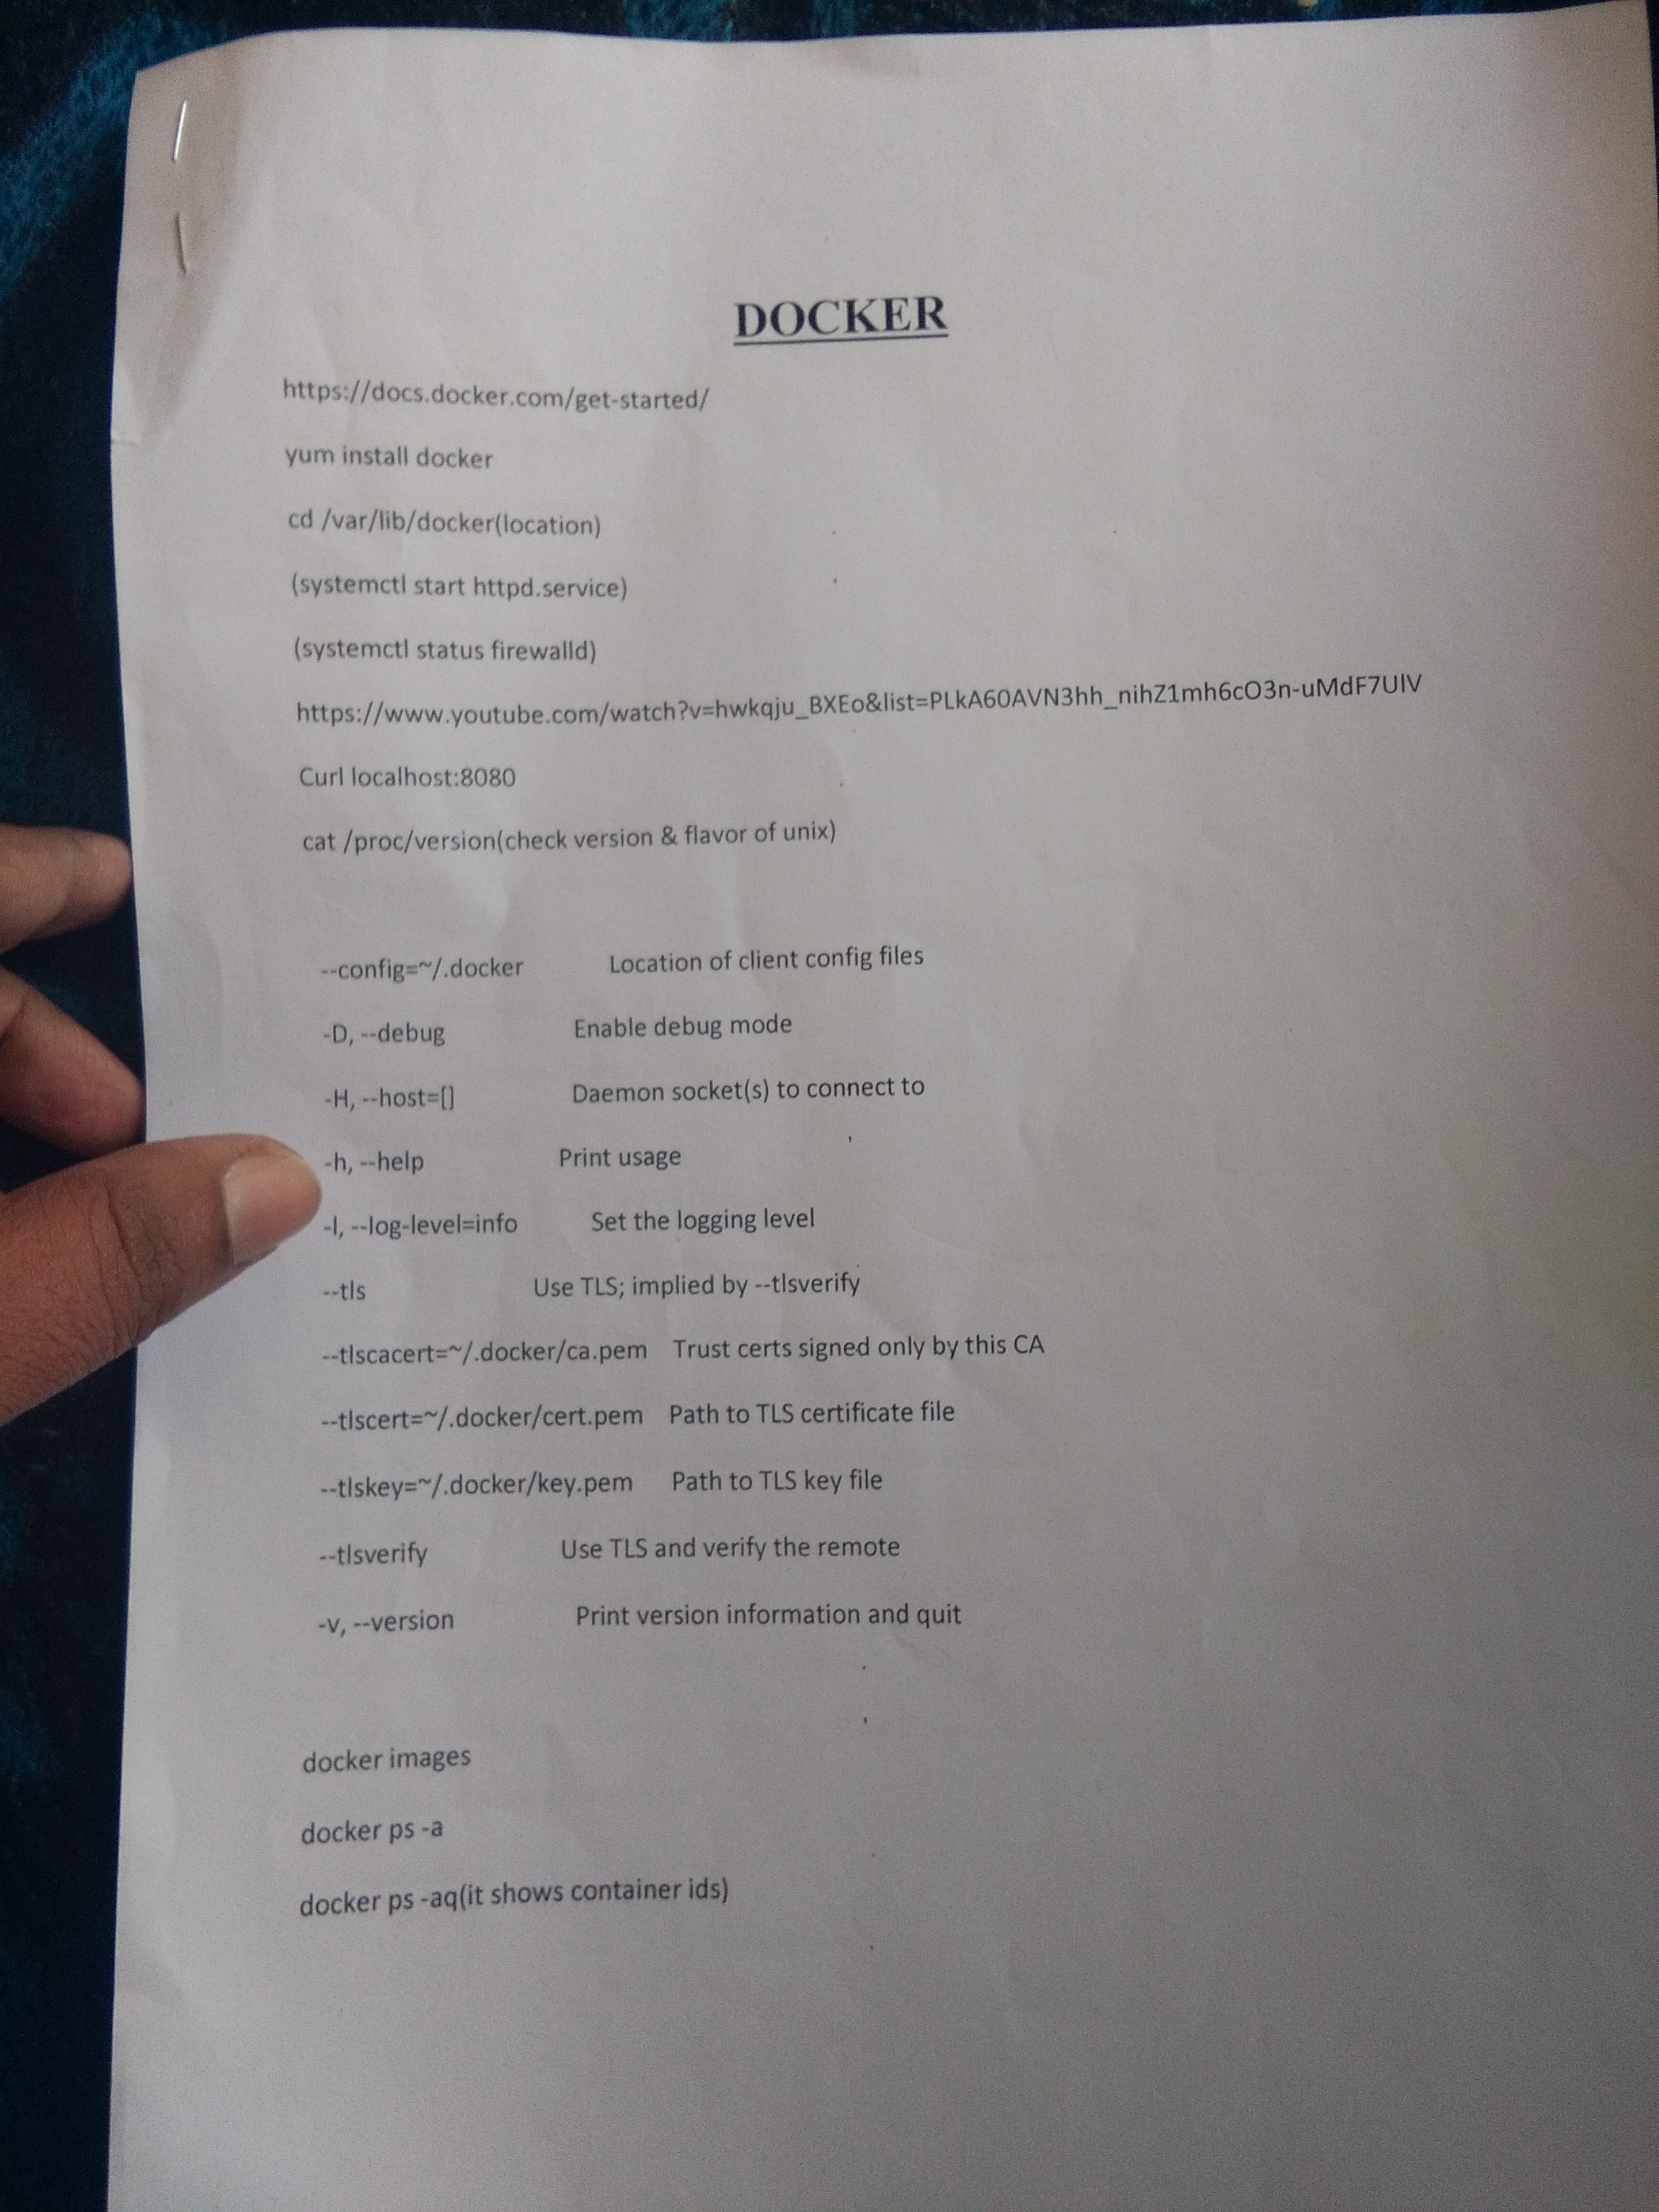 DOCKER
https://docs.docker.com/get-started/
yum install docker
cd /var/lib/docker(location)
(systemctl start httpd.service)
(systemctl status firewalld)
https://www.youtube.com/watch?v=hwkqju_BXEo&list=PLkA60AVN3hh_nihZ1mh6cO3n-uMdF7UlV
Curl localhost:8080
cat /proc/version(check version & flavor of unix)
--config=~/.docker Location of client config files
-D, --debug Enable debug mode
-H, --host=[] Daemon socket(s) to connect to
-h, --help Print usage
-l, --log-level=info Set the logging level
--tls Use TLS; implied by --tlsverify
--tlscacert=~/.docker/ca.pem Trust certs signed only by this CA
--tlscert=~/.docker/cert.pem Path to TLS certificate file
--tlskey=~/.docker/key.pem Path to TLS key file
--tlsverify Use TLS and verify the remote
-v, --version Print version information and quit
docker images
docker ps -a
docker ps -aq(it shows container ids)